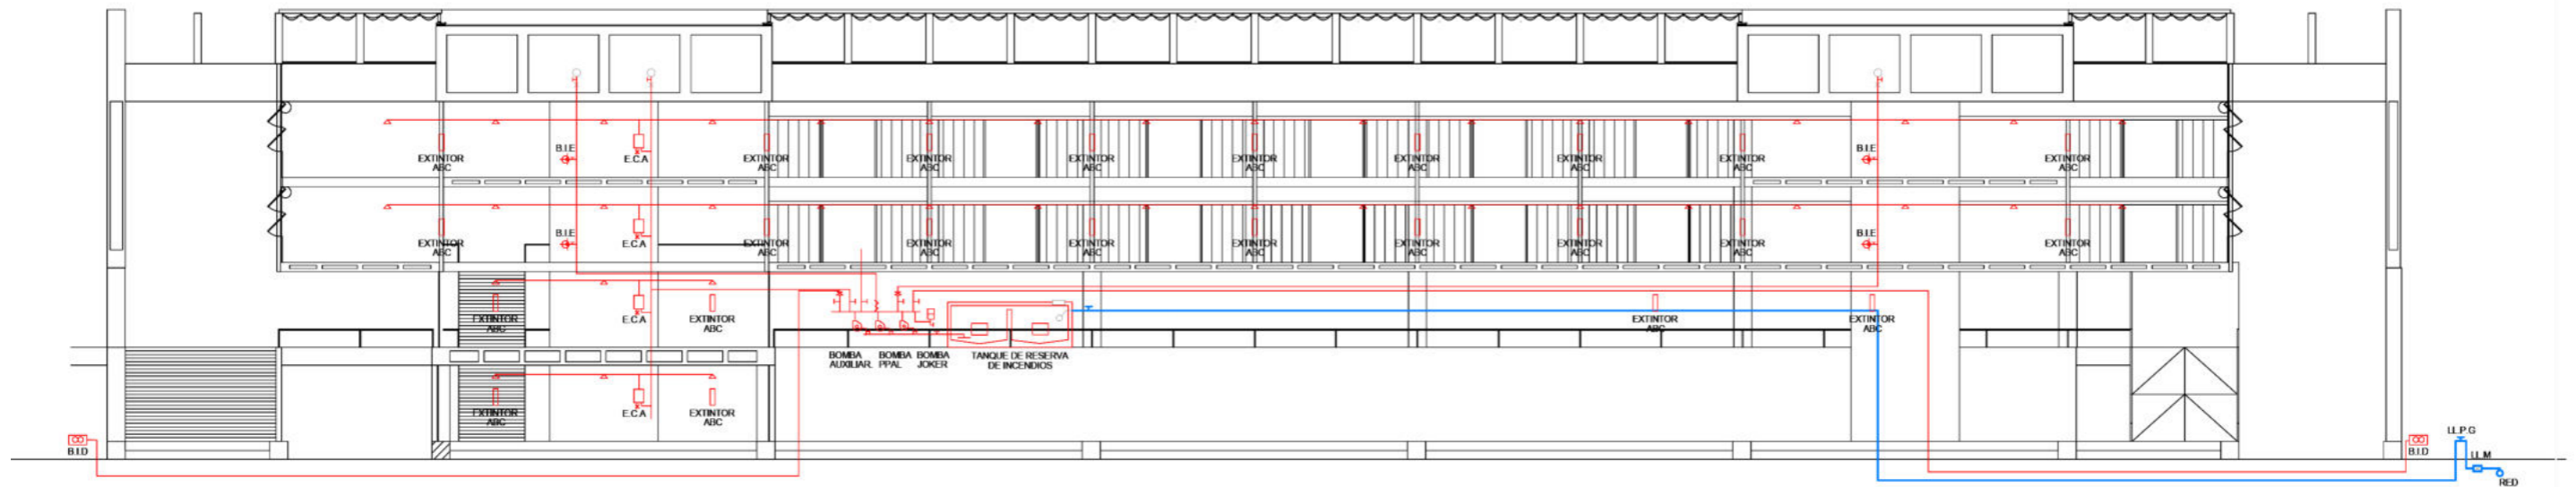 B.I.E
B.I.E
EXTINTOR
ABC
E.C.A
EXTINTOR
ABC
EXTINTOR
ABC
EXTINTOR
ABC
EXTINTOR
ABC
EXTINTOR
ABC
EXTINTOR
ABC
EXTINTOR
ABC
EXTINTOR
ABC
B.I.E
B.I.E
EXTINTOR
ABC
E.C.A
EXTINTOR
ABC
EXTINTOR
ABC
EXTINTOR
ABC
EXTINTOR
ABC
EXTINTOR
ABC
EXTINTOR
ABC
EXTINTOR
ABC
EXTINTOR
ABC
EXTINTOR
ABC
E.C.A
EXTINTOR
ABC
EXTINTOR
ABC
EXTINTOR
ABC
BOMBA
AUXILIAR.
BOMBA
PPAL
BOMBA
JOKER
TANQUE DE RESERVA
DE INCENDIOS
EXTINTOR
ABC
E.C.A
EXTINTOR
ABC
B.I.D
LL.P.G
B.I.D
LL.M
RED